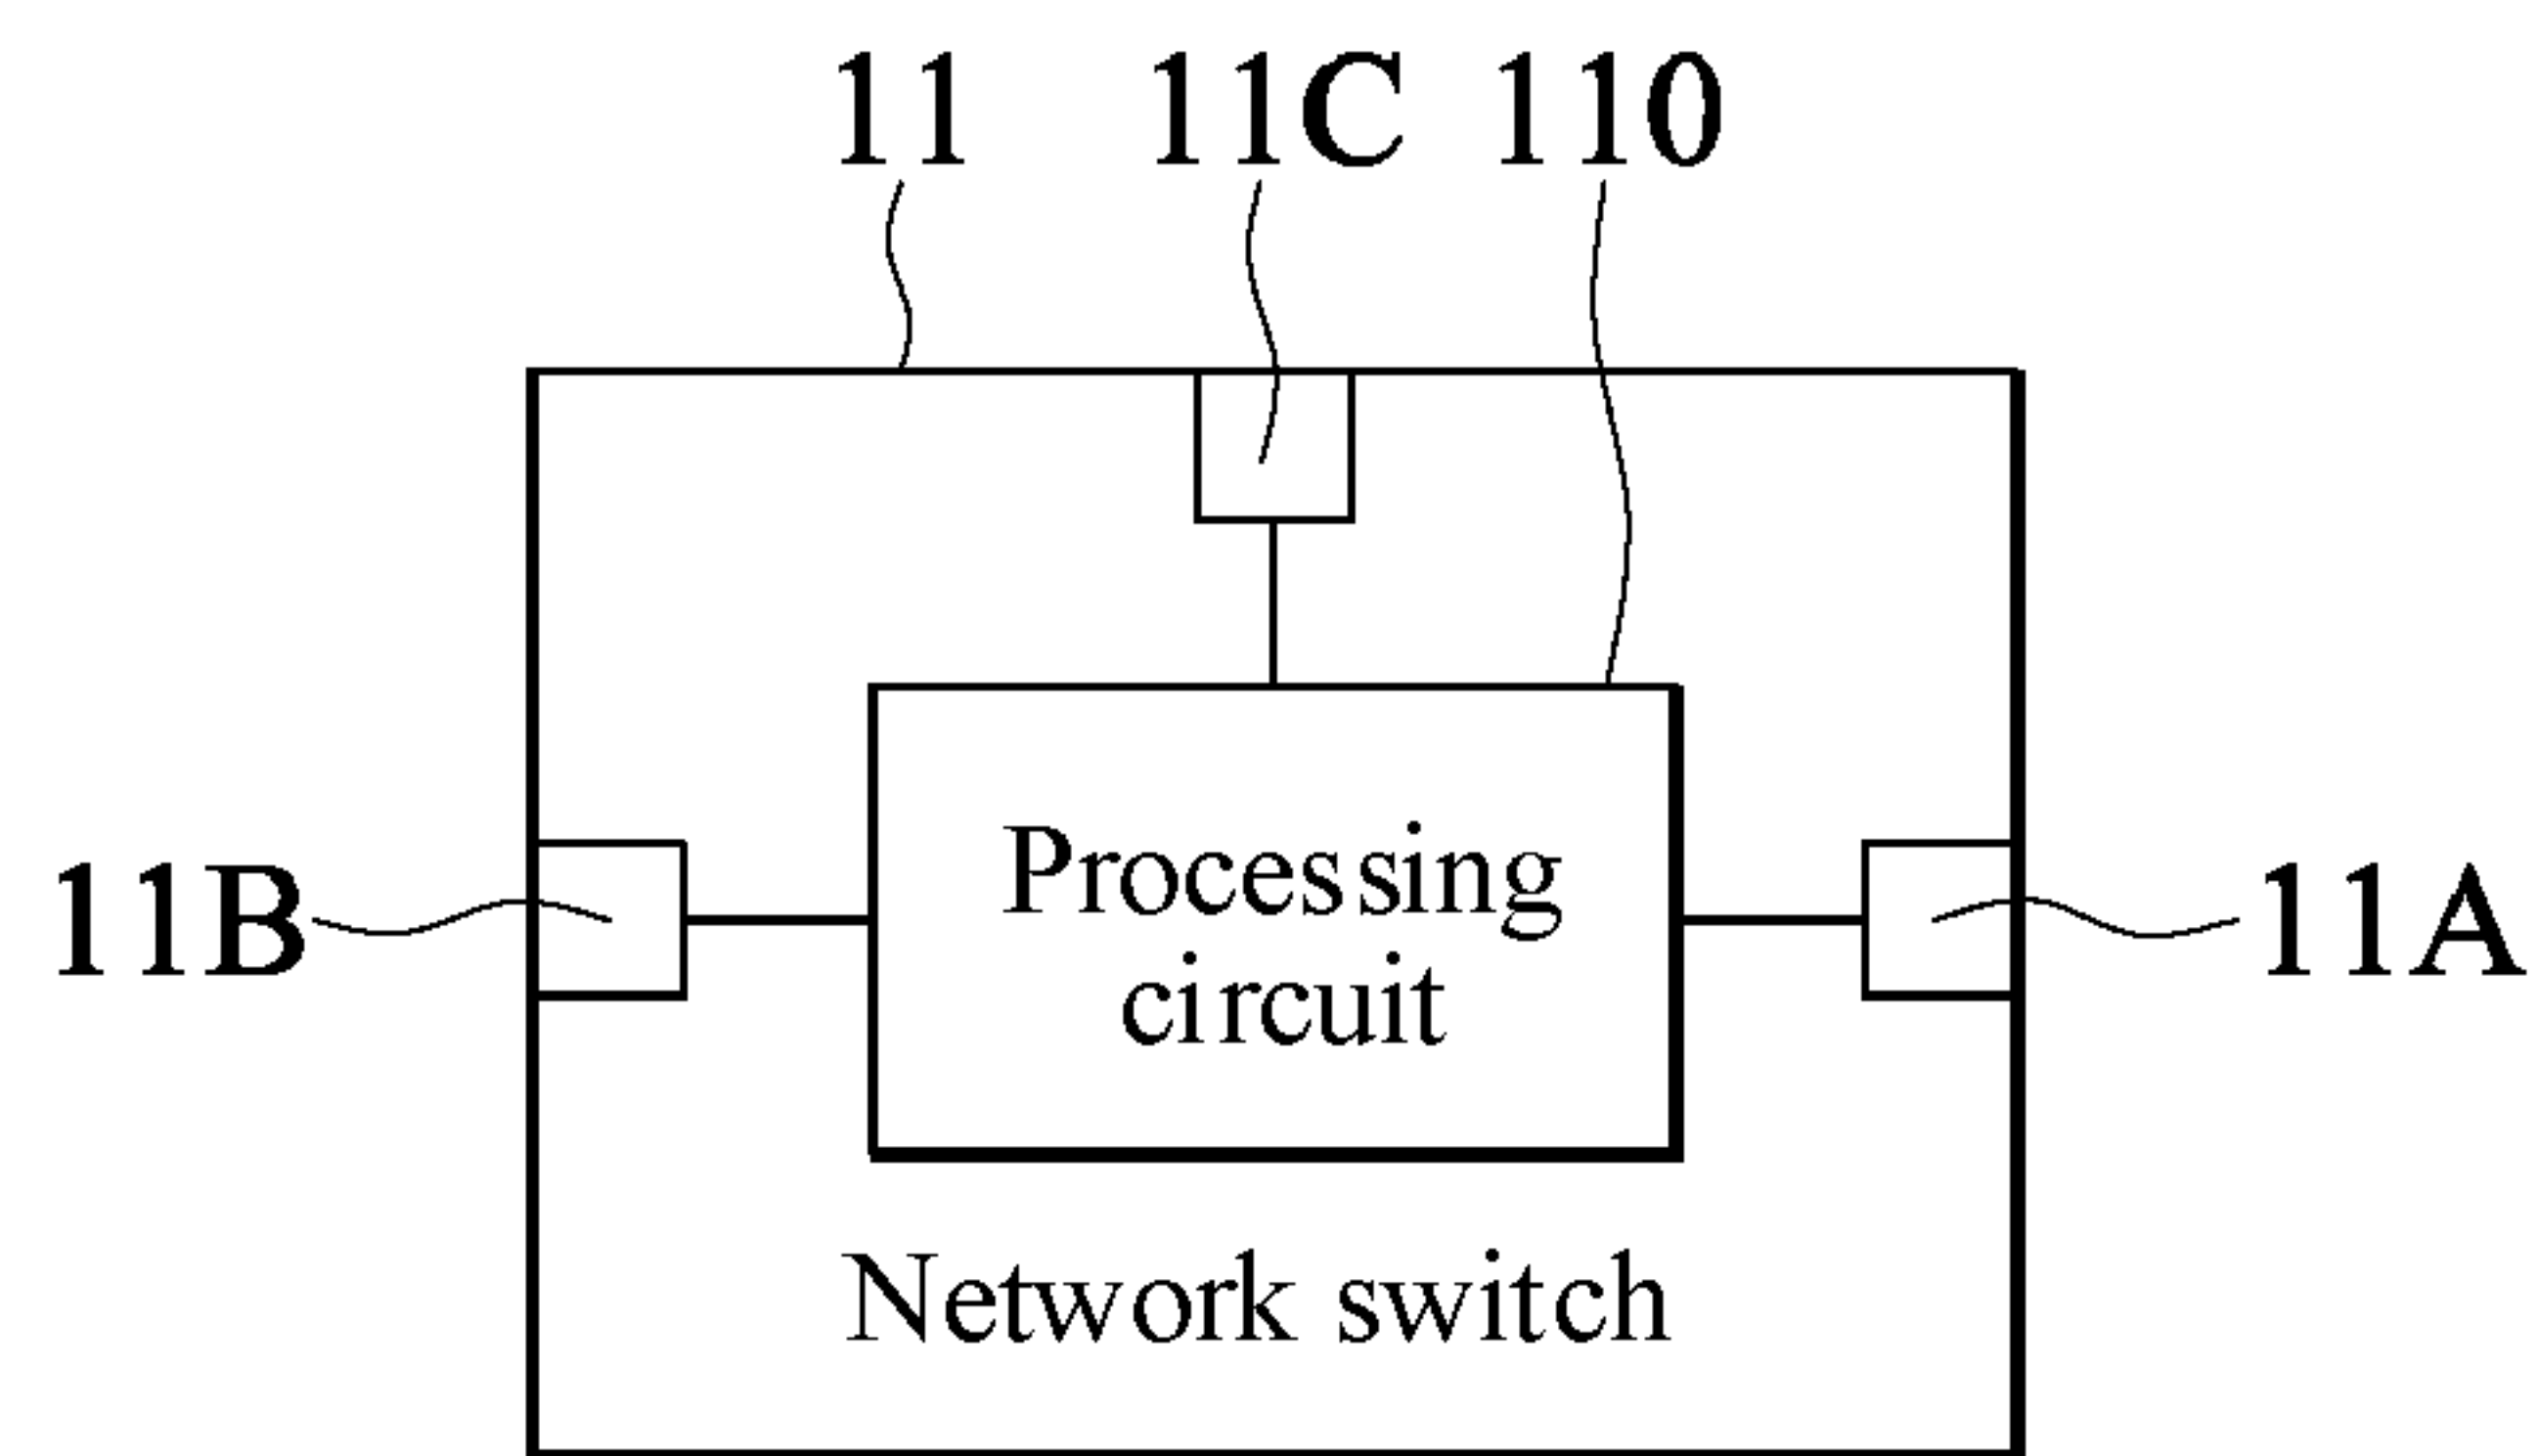 11 11C 110
11B
Processing
circuit
11A
Network switch